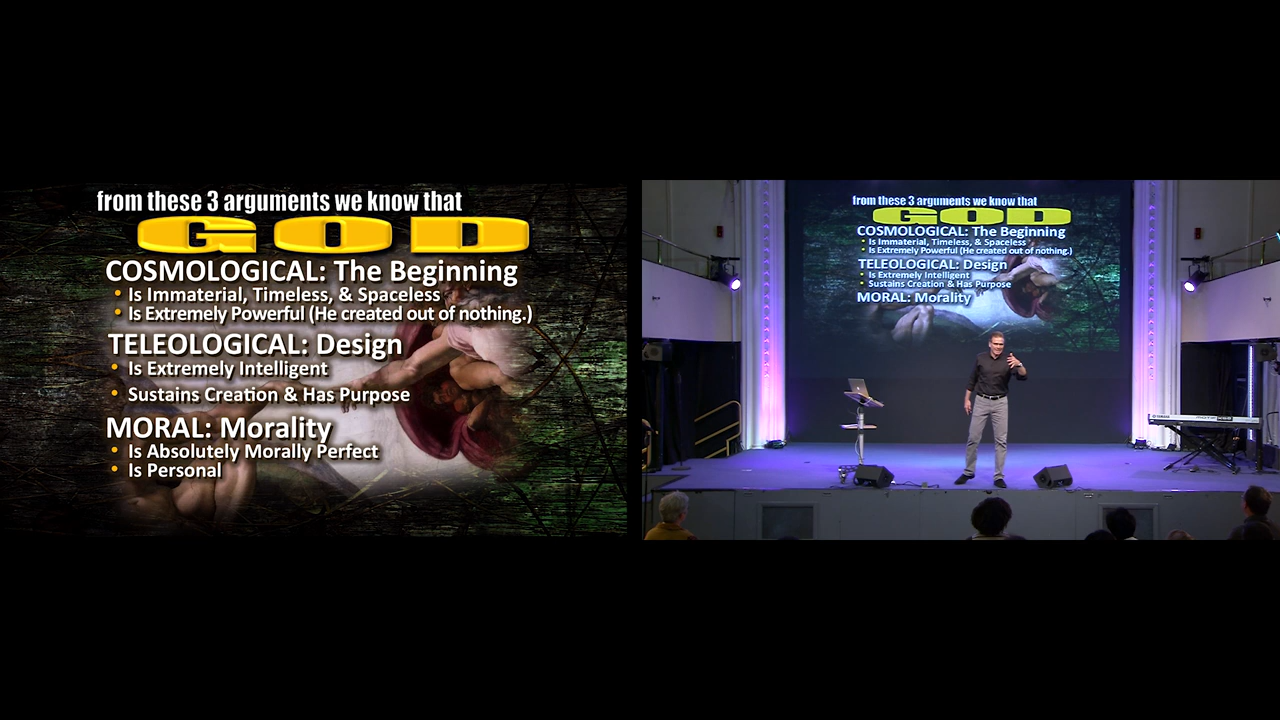 from these 3 arguments we know that
GOD
COSMOLOGICAL: The Beginning
• Is Immaterial, Timeless, & Spaceless
• Is Extremely Powerful (He created out of nothing.)
TELEOLOGICAL: Design
• Is Extremely Intelligent
• Sustains Creation & Has Purpose
MORAL: Morality
• Is Absolutely Morally Perfect
• Is Personal
from these 3 arguments we know that
GOD
COSMOLOGICAL: The Beginning
• Is Immaterial, Timeless, & Spaceless
• Is Extremely Powerful (He created out of nothing.)
TELEOLOGICAL: Design
• Is Extremely Intelligent
• Sustains Creation & Has Purpose
MORAL: Morality
YAMAHA